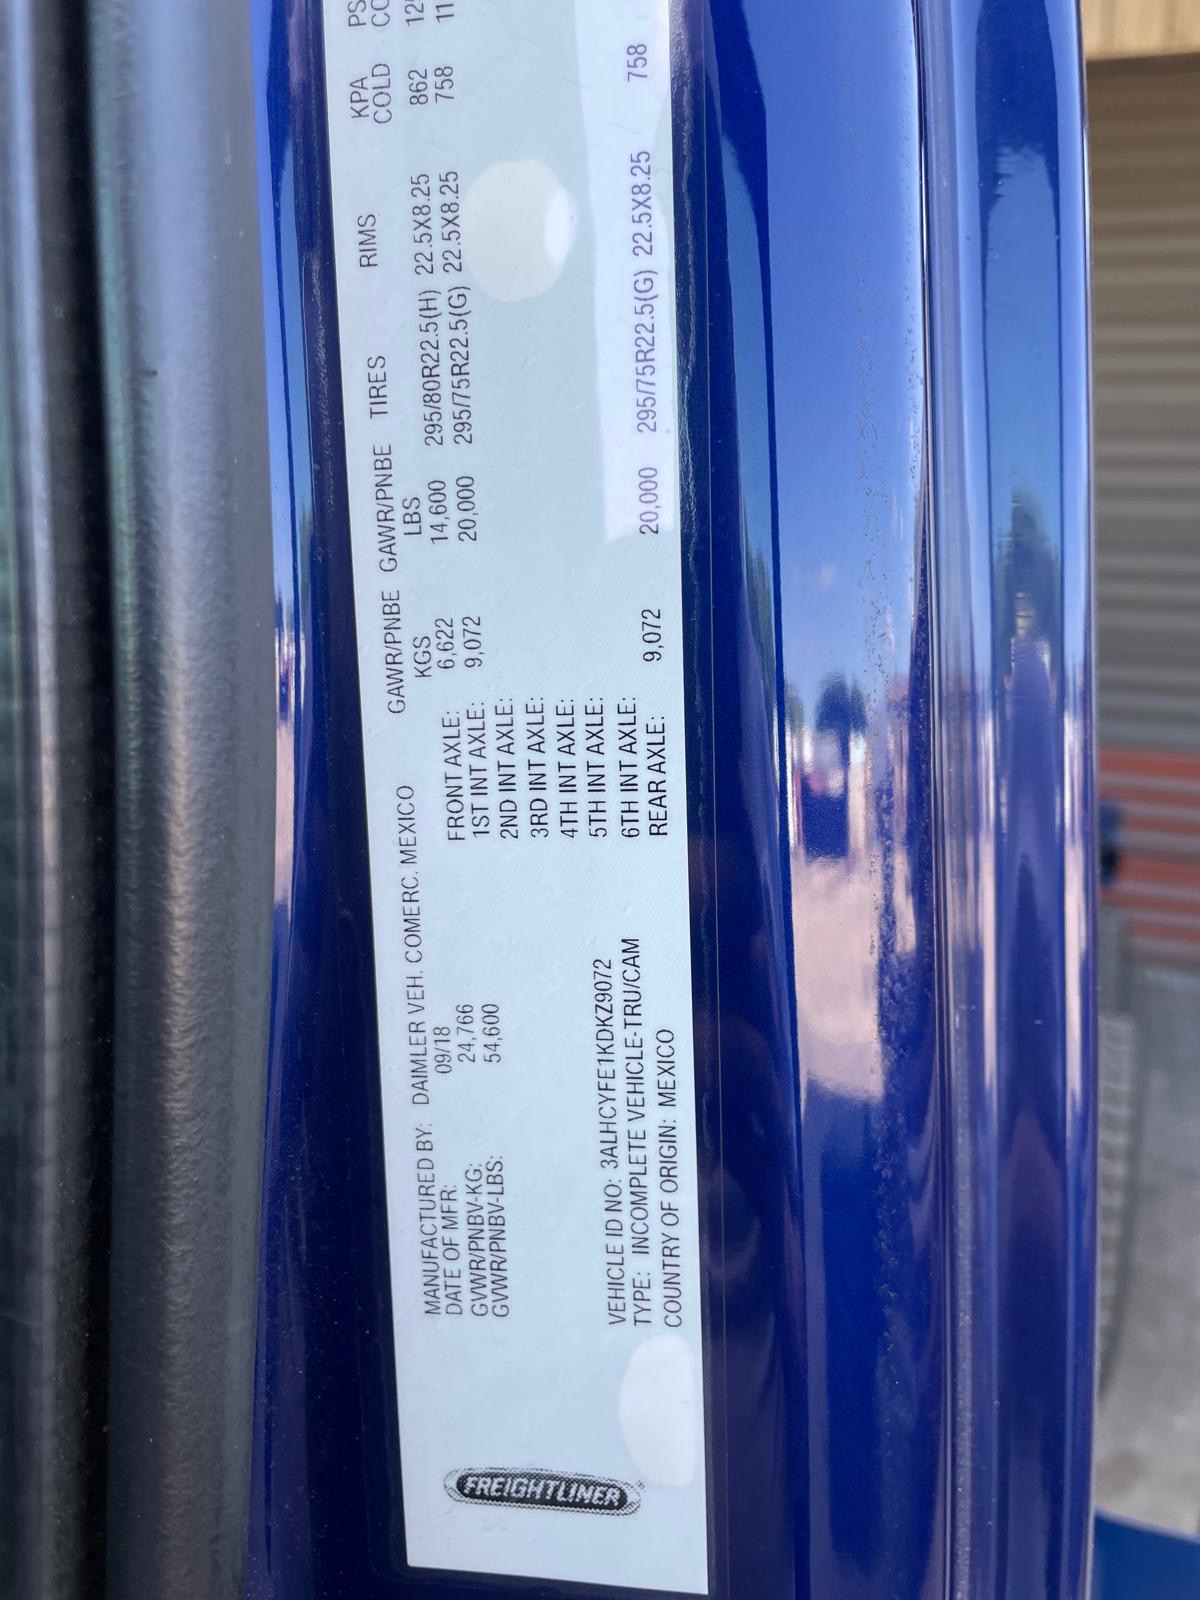 FREIGHTLINER
MANUFACTURED BY: DAIMLER VEH. COMERC. MEXICO
DATE OF MFR: 09/18
GVWR/PNBV-KG: 24,766
GVWR/PNBV-LBS: 54,600
VEHICLE ID NO: 3ALHCYFE1KDKZ9072
TYPE: INCOMPLETE VEHICLE-TRU/CAM
COUNTRY OF ORIGIN: MEXICO
GAWR/PNBE GAWR/PNBE TIRES RIMS KPA PS
KGS LBS COLD CO
FRONT AXLE: 6,622 14,600 295/80R22.5(H) 22.5X8.25 862 125
1ST INT AXLE: 9,072 20,000 295/75R22.5(G) 22.5X8.25 758 11
2ND INT AXLE:
3RD INT AXLE:
4TH INT AXLE:
5TH INT AXLE:
6TH INT AXLE:
REAR AXLE: 9,072 20,000 295/75R22.5(G) 22.5X8.25 758